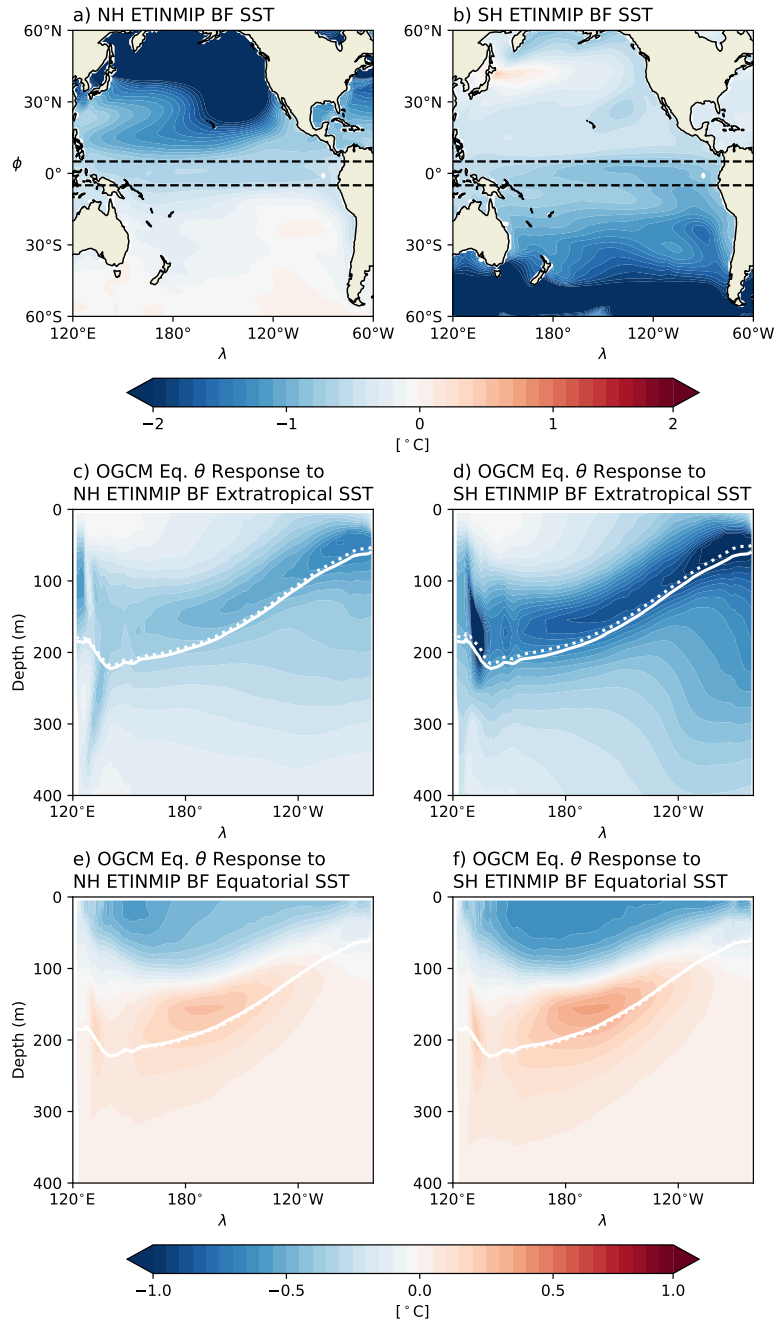 a) NH ETINMIP BF SST
b) SH ETINMIP BF SST
60°N
30°N
ϕ
0°
30°S
60°S
120°E
180°
120°W
60°W
λ
60°N
30°N
0°
30°S
60°S
120°E
180°
120°W
60°W
λ
−2
−1
0
1
2
[°C]
c) OGCM Eq. θ Response to
NH ETINMIP BF Extratropical SST
d) OGCM Eq. θ Response to
SH ETINMIP BF Extratropical SST
Depth (m)
0
100
200
300
400
120°E
180°
120°W
λ
0
100
200
300
400
120°E
180°
120°W
λ
e) OGCM Eq. θ Response to
NH ETINMIP BF Equatorial SST
f) OGCM Eq. θ Response to
SH ETINMIP BF Equatorial SST
Depth (m)
0
100
200
300
400
120°E
180°
120°W
λ
0
100
200
300
400
120°E
180°
120°W
λ
−1.0
−0.5
0.0
0.5
1.0
[°C]